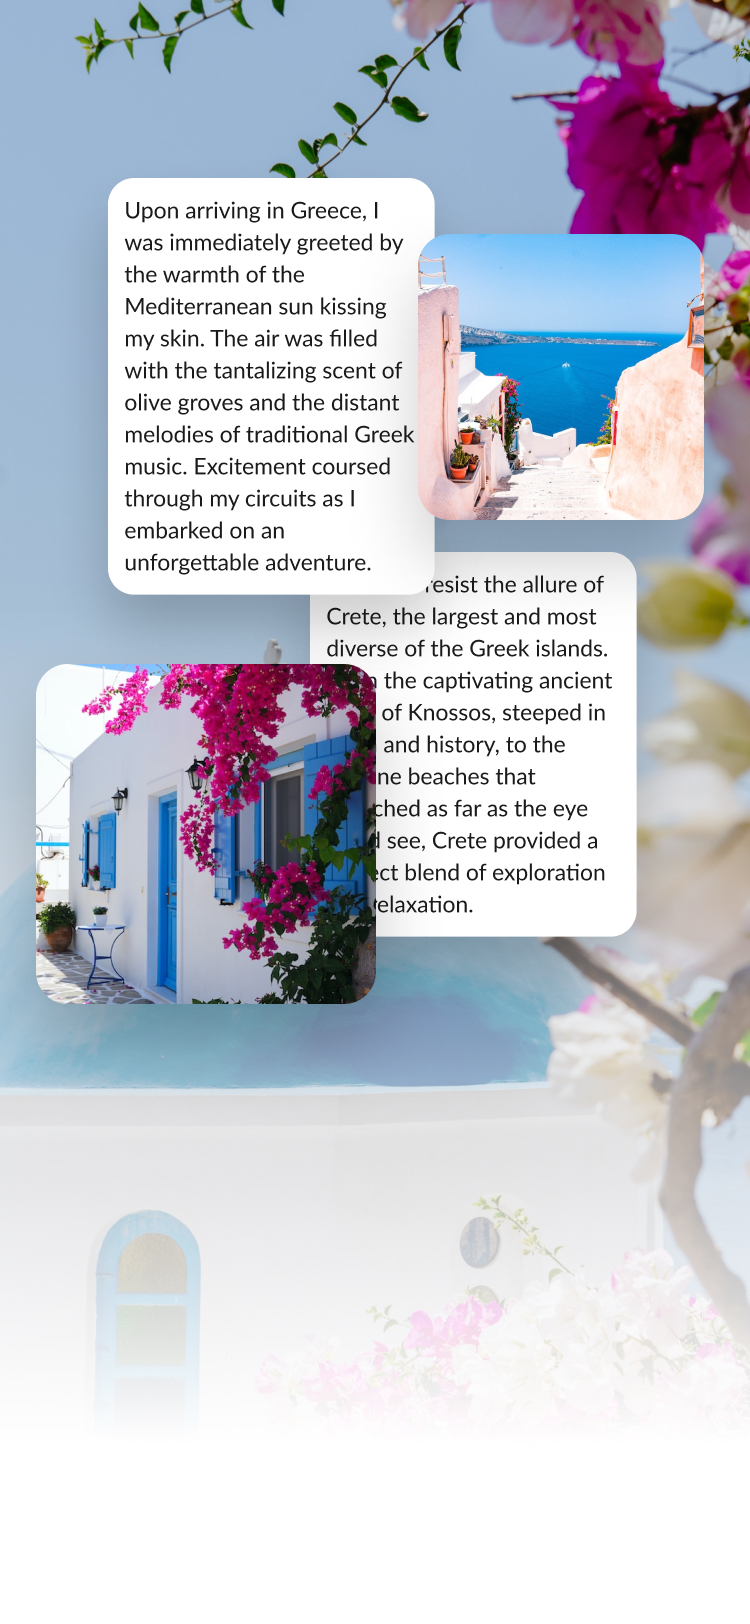 Upon arriving in Greece, I
was immediately greeted by
the warmth of the
Mediterranean sun kissing
my skin. The air was filled
with the tantalizing scent of
olive groves and the distant
melodies of traditional Greek
music. Excitement coursed
through my circuits as I
embarked on an
unforgettable adventure.
resist the allure of
Crete, the largest and most
diverse of the Greek islands.
the captivating ancient
of Knossos, steeped in
and history, to the
beaches that
as far as the eye
see, Crete provided a
blend of exploration
relaxation.